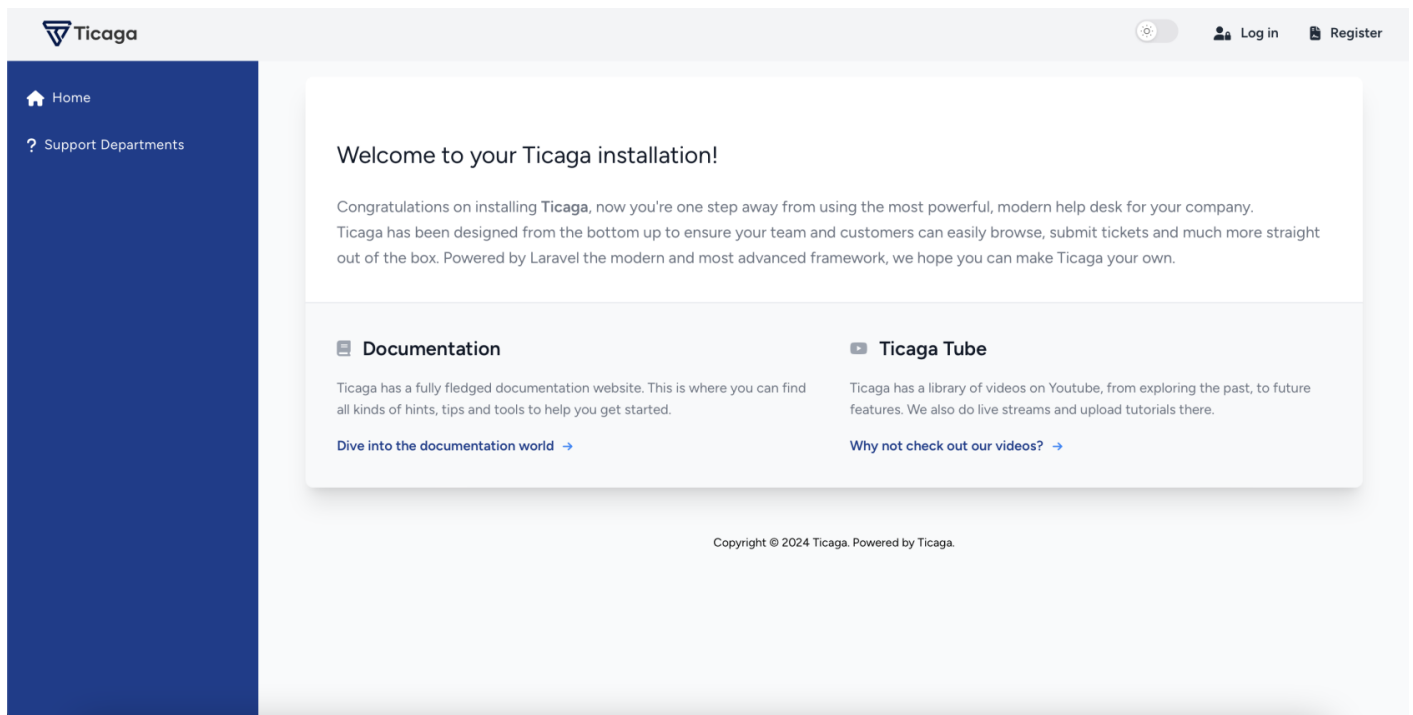 Ticaga
Log in
Register
Home
? Support Departments
Welcome to your Ticaga installation!
Congratulations on installing Ticaga, now you're one step away from using the most powerful, modern help desk for your company.
Ticaga has been designed from the bottom up to ensure your team and customers can easily browse, submit tickets and much more straight
out of the box. Powered by Laravel the modern and most advanced framework, we hope you can make Ticaga your own.
Documentation
Ticaga has a fully fledged documentation website. This is where you can find
all kinds of hints, tips and tools to help you get started.
Dive into the documentation world →
Ticaga Tube
Ticaga has a library of videos on Youtube, from exploring the past, to future
features. We also do live streams and upload tutorials there.
Why not check out our videos? →
Copyright © 2024 Ticaga. Powered by Ticaga.